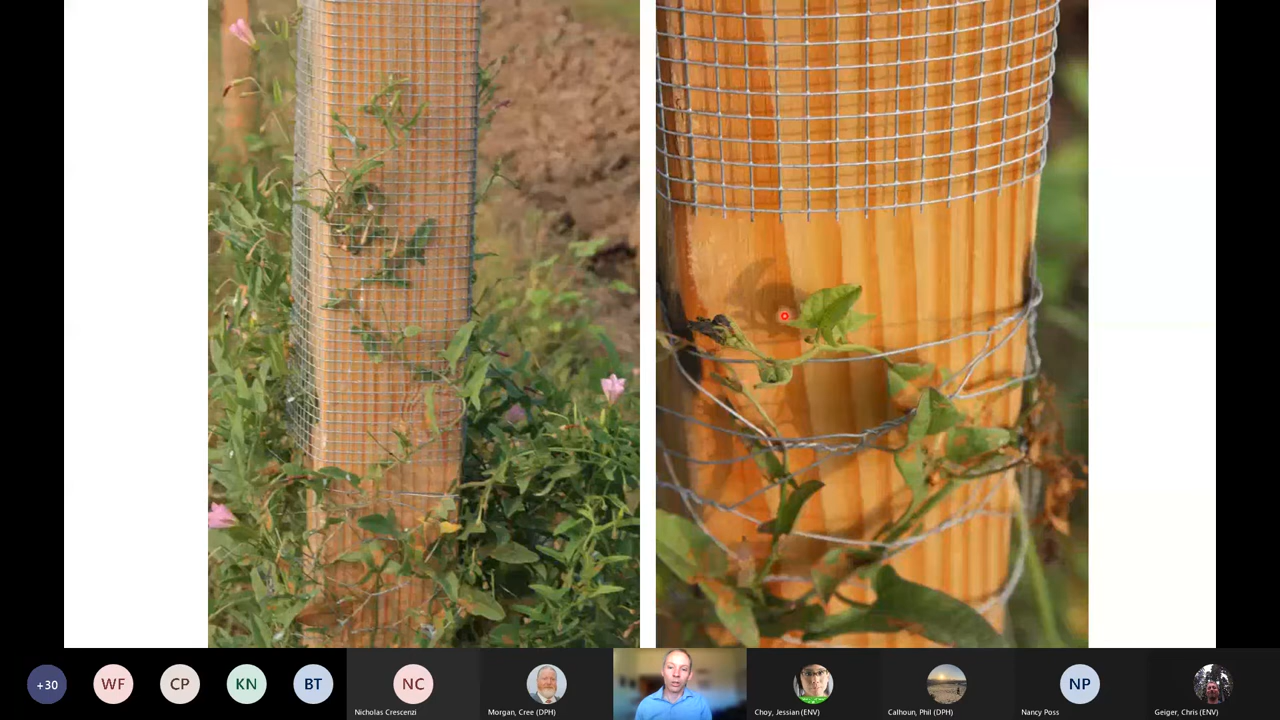 +30
WF
CP
KN
BT
NC
Nicholas Crescenzi
Morgan, Cree (DPH)
Choy, Jessian (ENV)
Calhoun, Phil (DPH)
NP
Nancy Poss
Geiger, Chris (ENV)